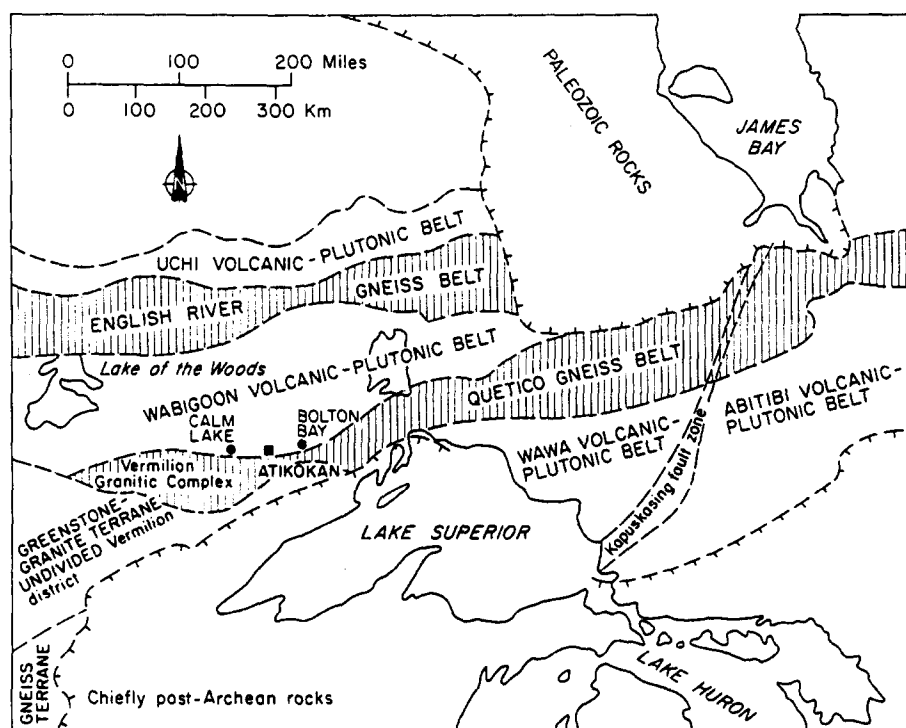 0 100 200 Miles
0 100 200 300 Km
N
PALEOZOIC ROCKS
JAMES
BAY
UCHI VOLCANIC-PLUTONIC BELT
ENGLISH RIVER
GNEISS BELT
Lake of the Woods
WABIGOON VOLCANIC-PLUTONIC BELT
QUETICO GNEISS BELT
CALM
LAKE
BOLTON
BAY
ATIKOKAN
Vermilion
Granitic Complex
WAWA VOLCANIC-
PLUTONIC BELT
ABITIBI VOLCANIC-
PLUTONIC BELT
Kapuskasing fault zone
GREENSTONE-
GRANITE TERRANE
UNDIVIDED Vermilion
district
LAKE SUPERIOR
GNEISS
TERRANE
Chiefly post-Archean rocks
LAKE HURON